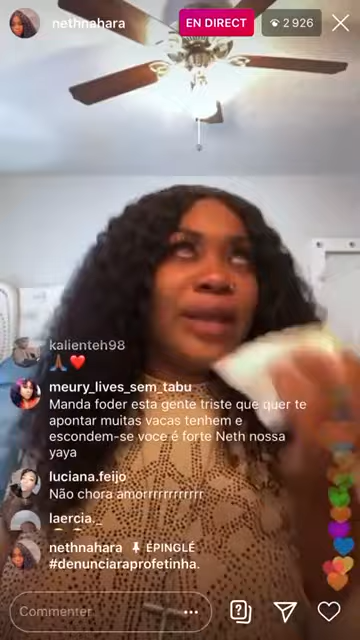 nethnahara
EN DIRECT
2 926
kalienteh98
🙏🏾❤️
meury_lives_sem_tabu
Manda foder esta gente triste que quer te
apontar muitas vacas tenhem e
escondem-se voce é forte Neth nossa
yaya
luciana.feijo
Não chora amorrrrrrrrrrrr
laercia._
nethnahara ÉPINGLÉ
#denunciaraprofetinha.
Commenter